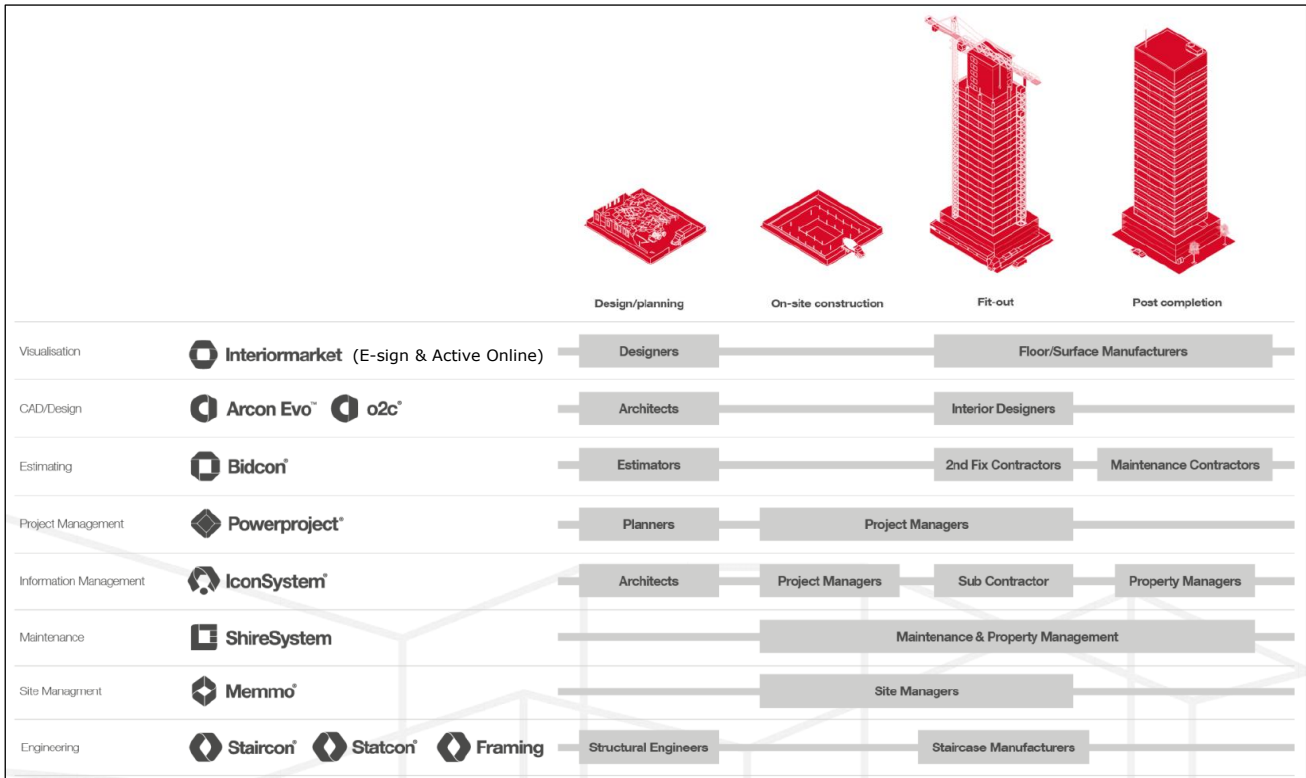 Design/planning On-site construction Fit-out Post completion
Visualisation Interiormarket (E-sign & Active Online) Designers Floor/Surface Manufacturers
CAD/Design Arcon Evo™ o2c® Architects Interior Designers
Estimating Bidcon® Estimators 2nd Fix Contractors Maintenance Contractors
Project Management Powerproject® Planners Project Managers
Information Management IconSystem® Architects Project Managers Sub Contractor Property Managers
Maintenance ShireSystem Maintenance & Property Management
Site Managment Memmo® Site Managers
Engineering Staircon® Statcon® Framing Structural Engineers Staircase Manufacturers